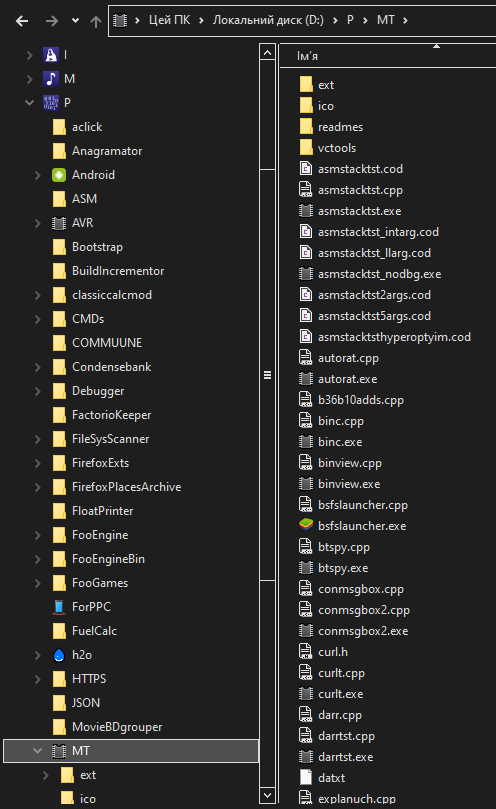 Цей ПК > Локальний диск (D:) > P > MT >
I
M
P
aclick
Anagramator
Android
ASM
AVR
Bootstrap
BuildIncrementor
classiccalcmod
CMDs
COMMUUNE
Condensebank
Debugger
FactorioKeeper
FileSysScanner
FirefoxExts
FirefoxPlacesArchive
FloatPrinter
FooEngine
FooEngineBin
FooGames
ForPPC
FuelCalc
h2o
HTTPS
JSON
MovieBDgrouper
MT
ext
ico
Ім'я
ext
ico
readmes
vctools
asmstacktst.cod
asmstacktst.cpp
asmstacktst.exe
asmstacktst_intarg.cod
asmstacktst_llarg.cod
asmstacktst_nodbg.exe
asmstacktst2args.cod
asmstacktst5args.cod
asmstacktsthyperoptyim.cod
autorat.cpp
autorat.exe
b36b10adds.cpp
binc.cpp
binc.exe
binview.cpp
binview.exe
bsfslauncher.cpp
bsfslauncher.exe
btspy.cpp
btspy.exe
conmsgbox.cpp
conmsgbox2.cpp
conmsgbox2.exe
curl.h
curlt.cpp
curlt.exe
darr.cpp
darrtst.cpp
darrtst.exe
datxt
explanuch.cpp